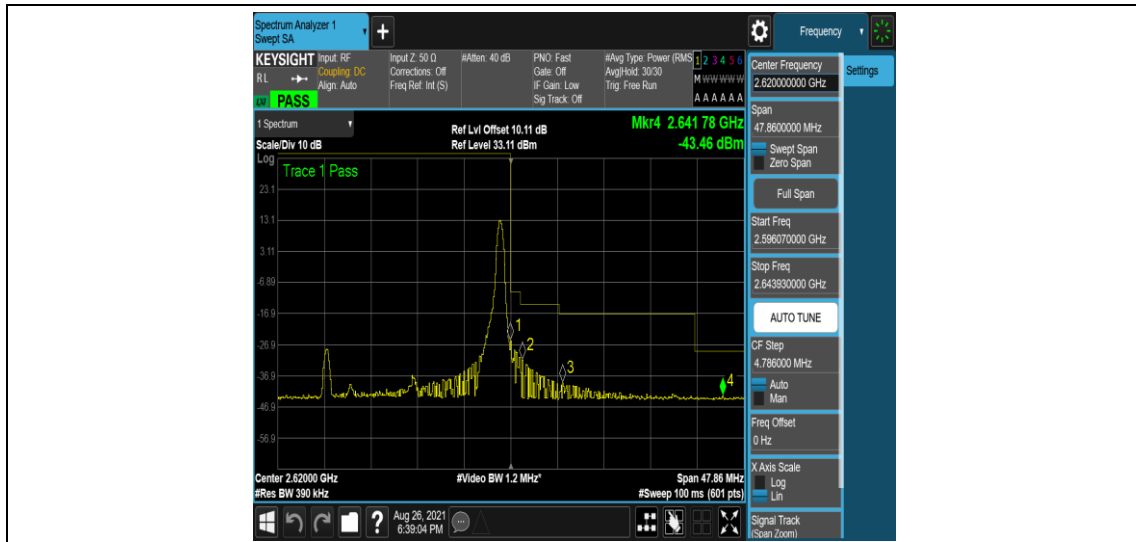 Spectrum Analyzer 1
Swept SA
+
Frequency
KEYSIGHT
RL
PASS
Input: RF
Coupling: DC
Align: Auto
Input Z: 50 Ω
Corrections: Off
Freq Ref: Int (S)
#Atten: 40 dB
PNO: Fast
Gate: Off
IF Gain: Low
Sig Track: Off
#Avg Type: Power (RMS
Avg|Hold: 30/30
Trig: Free Run
1 2 3 4 5 6
M W W W W W
A A A A A A
1 Spectrum
Scale/Div 10 dB
Ref Lvl Offset 10.11 dB
Ref Level 33.11 dBm
Mkr4 2.641 78 GHz
-43.46 dBm
Log
Trace 1 Pass
23.1
13.1
3.11
-6.89
-16.9
-26.9
-36.9
-46.9
-56.9
1
2
3
4
Center 2.62000 GHz
#Res BW 390 kHz
#Video BW 1.2 MHz*
Span 47.86 MHz
#Sweep 100 ms (601 pts)
Center Frequency
2.620000000 GHz
Settings
Span
47.8600000 MHz
Swept Span
Zero Span
Full Span
Start Freq
2.596070000 GHz
Stop Freq
2.643930000 GHz
AUTO TUNE
CF Step
4.786000 MHz
Auto
Man
Freq Offset
0 Hz
X Axis Scale
Log
Lin
Signal Track
(Span Zoom)
?
Aug 26, 2021
6:39:04 PM